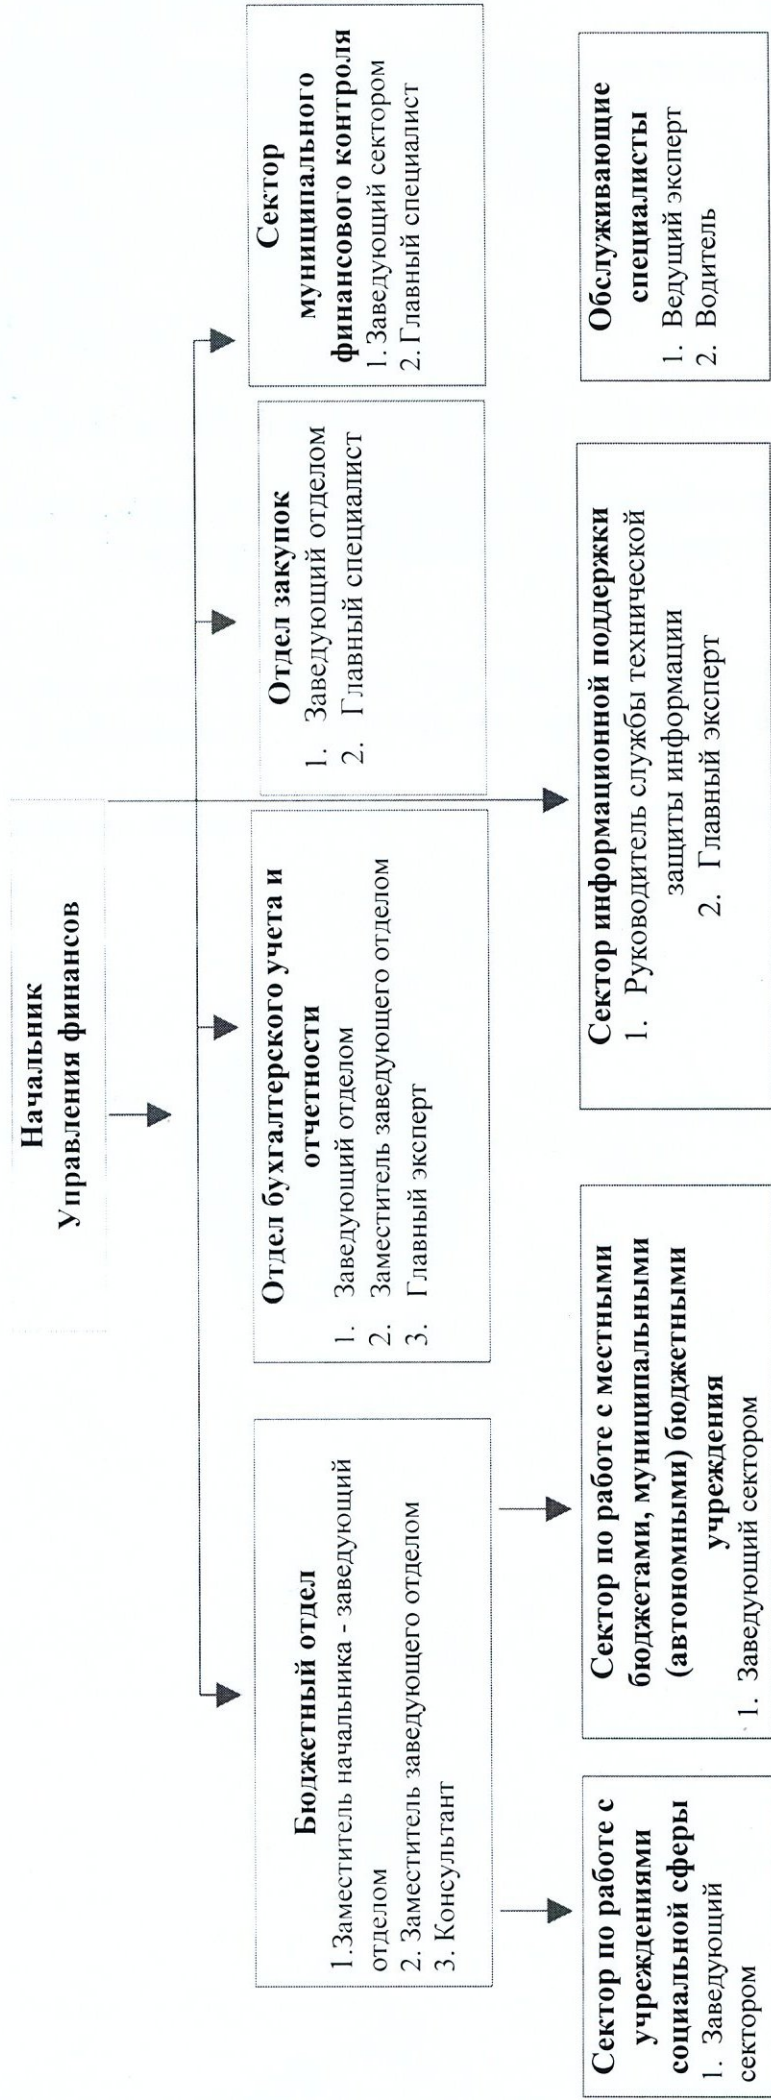 Начальник
Управления финансов
Бюджетный отдел
1.Заместитель начальника - заведующий
отделом
2. Заместитель заведующего отделом
3. Консультант
Отдел бухгалтерского учета и
отчетности
1. Заведующий отделом
2. Заместитель заведующего отделом
3. Главный эксперт
Отдел закупок
1. Заведующий отделом
2. Главный специалист
Сектор
муниципального
финансового контроля
1. Заведующий сектором
2. Главный специалист
Сектор по работе с
учреждениями
социальной сферы
1. Заведующий
сектором
Сектор по работе с местными
бюджетами, муниципальными
(автономными) бюджетными
учреждения
1. Заведующий сектором
Сектор информационной поддержки
1. Руководитель службы технической
защиты информации
2. Главный эксперт
Обслуживающие
специалисты
1. Ведущий эксперт
2. Водитель